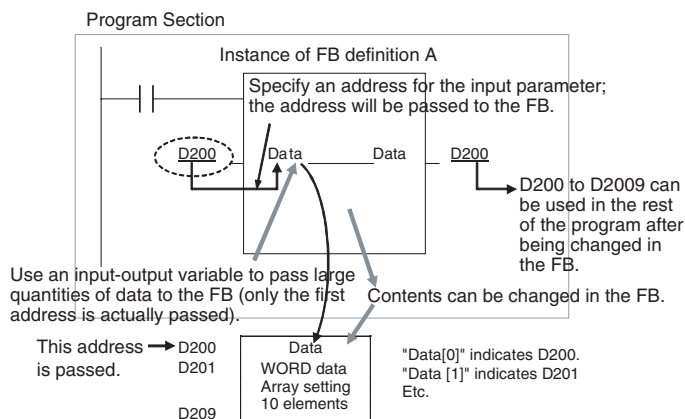 Program Section
Instance of FB definition A
Specify an address for the input parameter;
the address will be passed to the FB.
D200 Data Data D200
D200 to D2009 can
be used in the rest
of the program after
being changed in
the FB.
Use an input-output variable to pass large
quantities of data to the FB (only the first
address is actually passed).
Contents can be changed in the FB.
This address
is passed.
D200
D201
D209
Data
WORD data
Array setting
10 elements
"Data[0]" indicates D200.
"Data [1]" indicates D201
Etc.